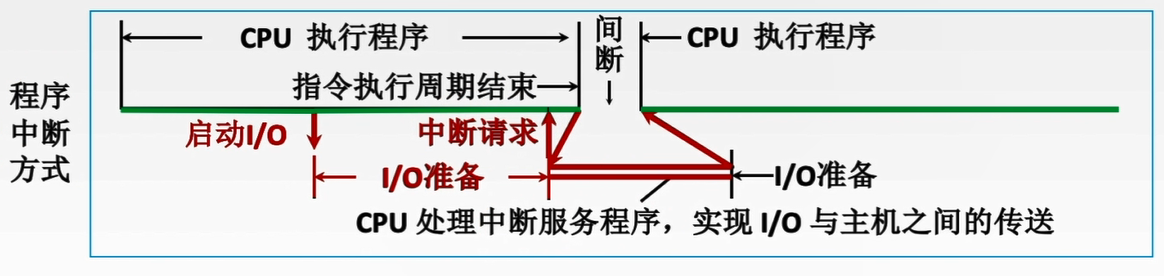 CPU 执行程序
间
断
CPU 执行程序
指令执行周期结束
程序
中断
方式
启动I/O
中断请求
I/O准备
I/O准备
CPU 处理中断服务程序，实现 I/O 与主机之间的传送